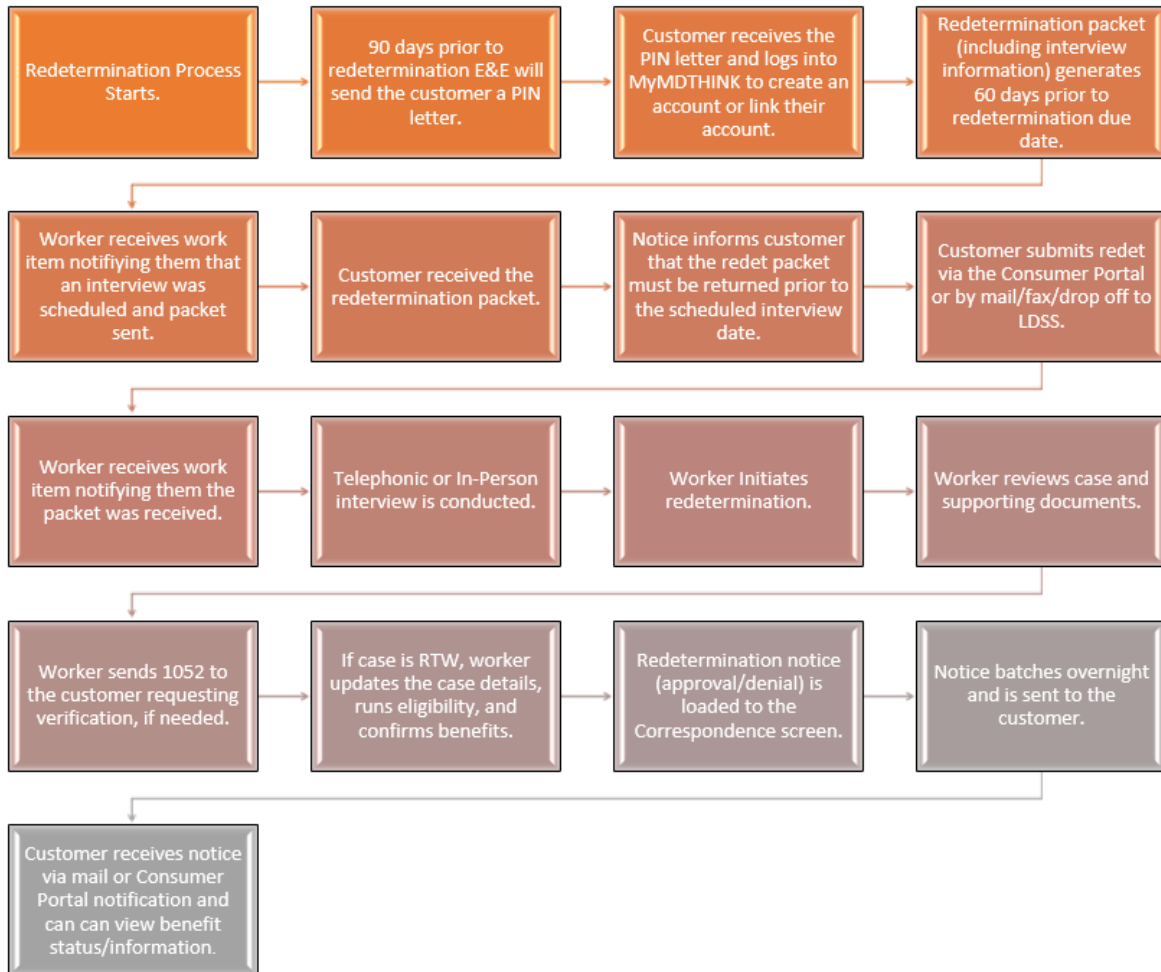 Redetermination Process
Starts.
90 days prior to
redetermination E&E will
send the customer a PIN
letter.
Customer receives the
PIN letter and logs into
MyMDTHINK to create an
account or link their
account.
Redetermination packet
(including interview
information) generates
60 days prior to
redetermination due
date.
Worker receives work
item notifiying them that
an interview was
scheduled and packet
sent.
Customer received the
redetermination packet.
Notice informs customer
that the redet packet
must be returned prior to
the scheduled interview
date.
Customer submits redet
via the Consumer Portal
or by mail/fax/drop off to
LDSS.
Worker receives work
item notifying them the
packet was received.
Telephonic or In-Person
interview is conducted.
Worker Initiates
redetermination.
Worker reviews case and
supporting documents.
Worker sends 1052 to
the customer requesting
verification, if needed.
If case is RTW, worker
updates the case details,
runs eligibility, and
confirms benefits.
Redetermination notice
(approval/denial) is
loaded to the
Correspondence screen.
Notice batches overnight
and is sent to the
customer.
Customer receives notice
via mail or Consumer
Portal notification and
can can view benefit
status/information.